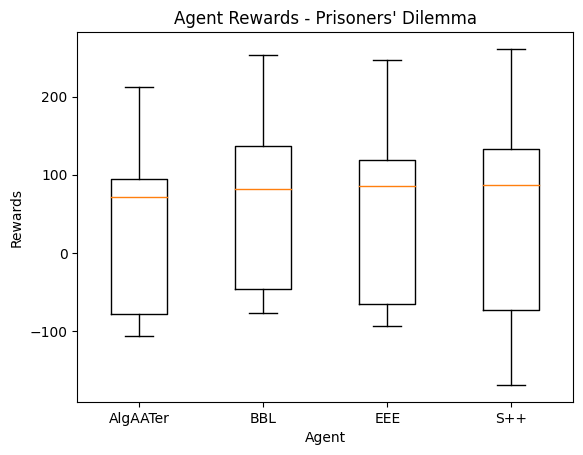 Agent Rewards - Prisoners' Dilemma
200
100
0
−100
Rewards
AlgAATer BBL EEE S++
Agent